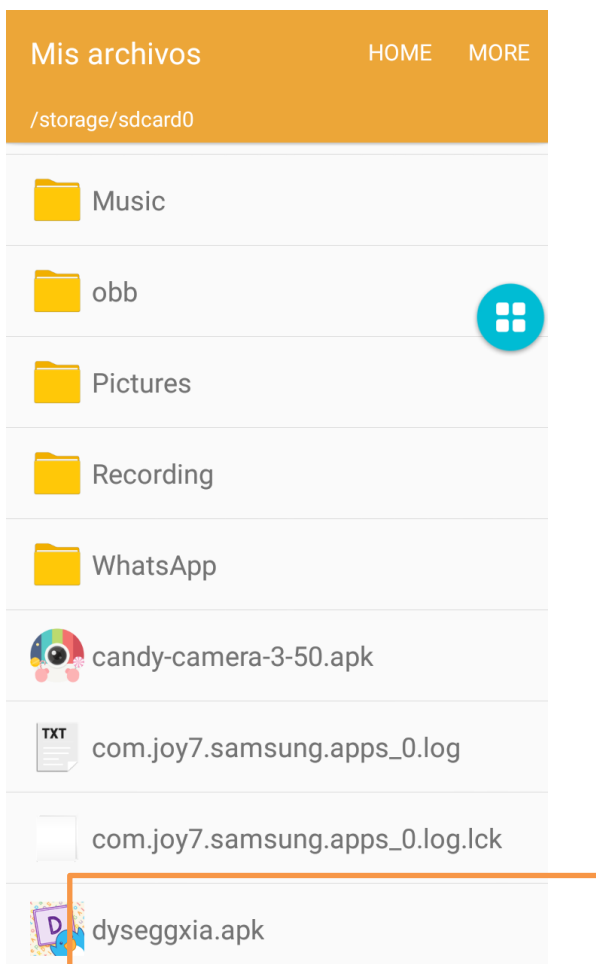 Mis archivos HOME MORE
/storage/sdcard0
Music
obb
Pictures
Recording
WhatsApp
candy-camera-3-50.apk
TXT
com.joy7.samsung.apps_0.log
com.joy7.samsung.apps_0.log.lck
D
dyseggxia.apk